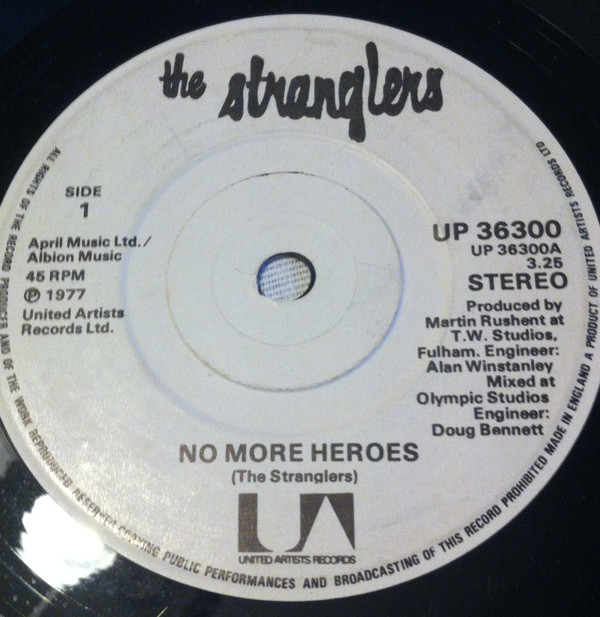 the stranglers
SIDE
1
April Music Ltd./
Albion Music
45 RPM
Ⓟ 1977
United Artists
Records Ltd.
UP 36300
UP 36300A
3.25
STEREO
Produced by
Martin Rushent at
T.W. Studios,
Fulham. Engineer:
Alan Winstanley
Mixed at
Olympic Studios
Engineer:
Doug Bennett
NO MORE HEROES
(The Stranglers)
UA
UNITED ARTISTS RECORDS
ALL RIGHTS OF THE RECORD PRODUCER AND OF THE WORK REPRODUCED RESERVED COPYING PUBLIC PERFORMANCES AND BROADCASTING OF THIS RECORD PROHIBITED MADE IN ENGLAND A PRODUCT OF UNITED ARTISTS RECORDS LTD